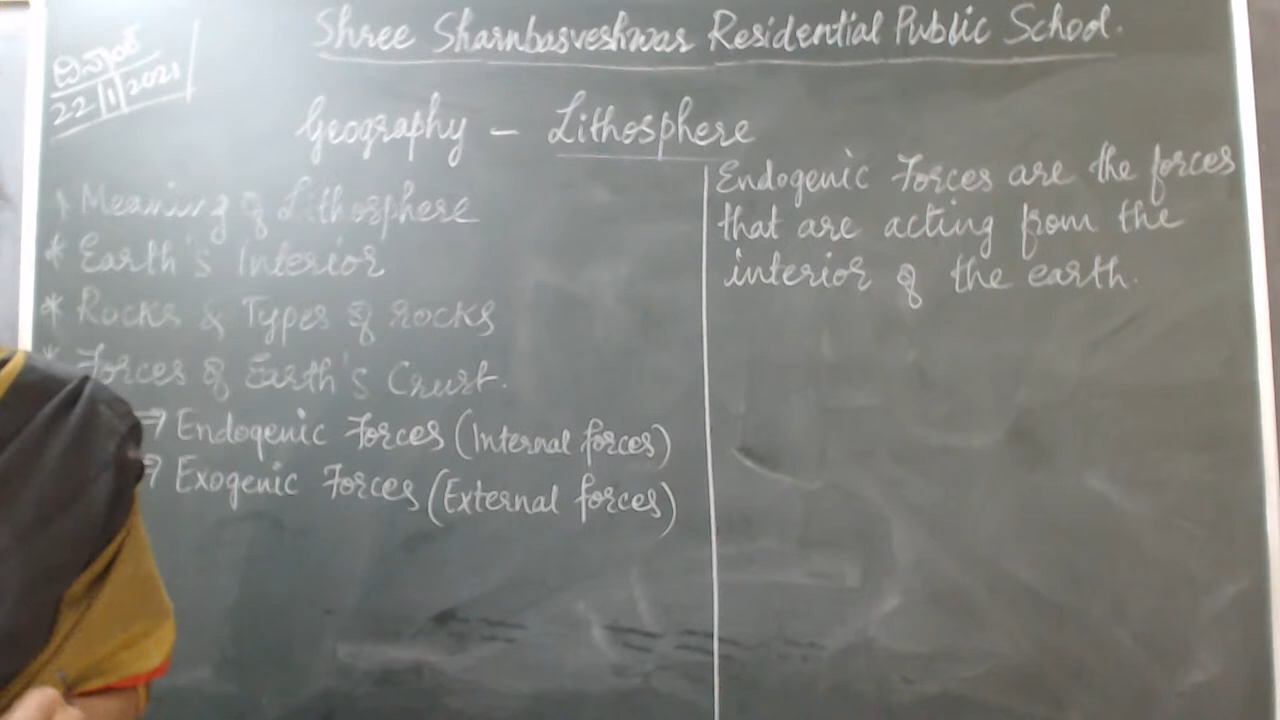 Shree Sharnbasveshwar Residential Public School.
ದಿನಾಂಕ
22/1/2021
Geography – Lithosphere
* Meaning of Lithosphere
* Earth's Interior
* Rocks & Types of rocks
* Forces of Earth's Crust.
⇒ Endogenic Forces (Internal forces)
⇒ Exogenic Forces (External forces)
Endogenic Forces are the forces
that are acting from the
interior of the earth.